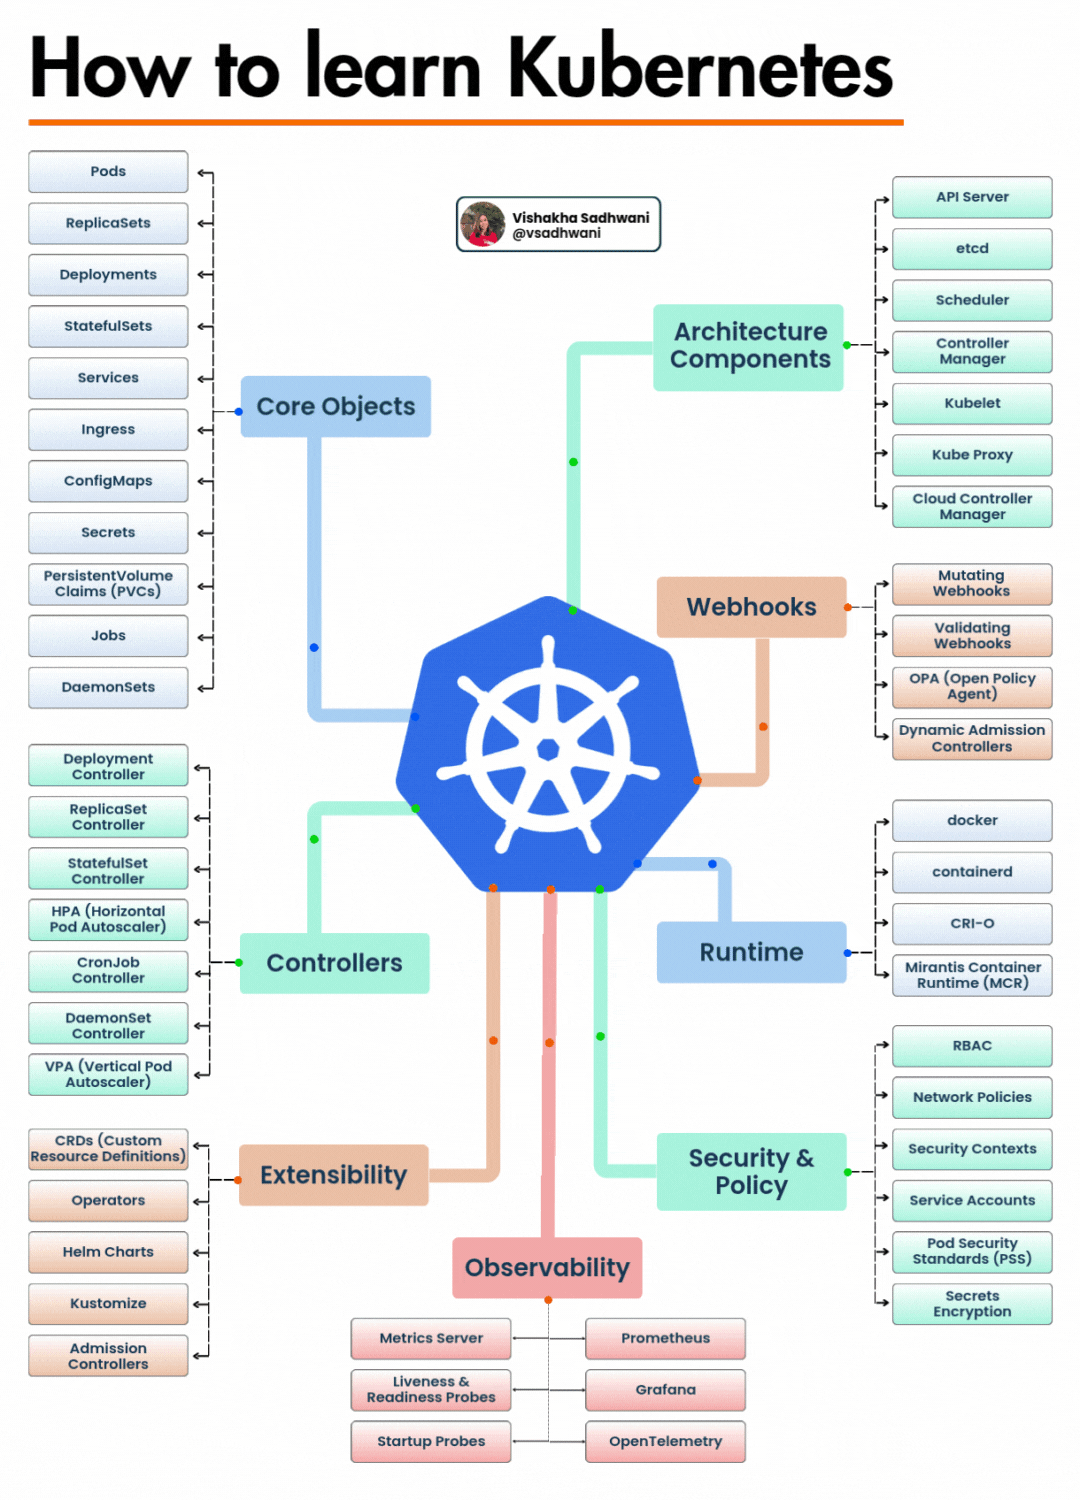 How to learn Kubernetes
Vishakha Sadhwani
@vsadhwani
Core Objects
Pods
ReplicaSets
Deployments
StatefulSets
Services
Ingress
ConfigMaps
Secrets
PersistentVolume
Claims (PVCs)
Jobs
DaemonSets
Architecture
Components
API Server
etcd
Scheduler
Controller
Manager
Kubelet
Kube Proxy
Cloud Controller
Manager
Webhooks
Mutating
Webhooks
Validating
Webhooks
OPA (Open Policy
Agent)
Dynamic Admission
Controllers
Controllers
Deployment
Controller
ReplicaSet
Controller
StatefulSet
Controller
HPA (Horizontal
Pod Autoscaler)
CronJob
Controller
DaemonSet
Controller
VPA (Vertical Pod
Autoscaler)
Runtime
docker
containerd
CRI-O
Mirantis Container
Runtime (MCR)
Extensibility
CRDs (Custom
Resource Definitions)
Operators
Helm Charts
Kustomize
Admission
Controllers
Security &
Policy
RBAC
Network Policies
Security Contexts
Service Accounts
Pod Security
Standards (PSS)
Secrets
Encryption
Observability
Metrics Server
Prometheus
Liveness &
Readiness Probes
Grafana
Startup Probes
OpenTelemetry